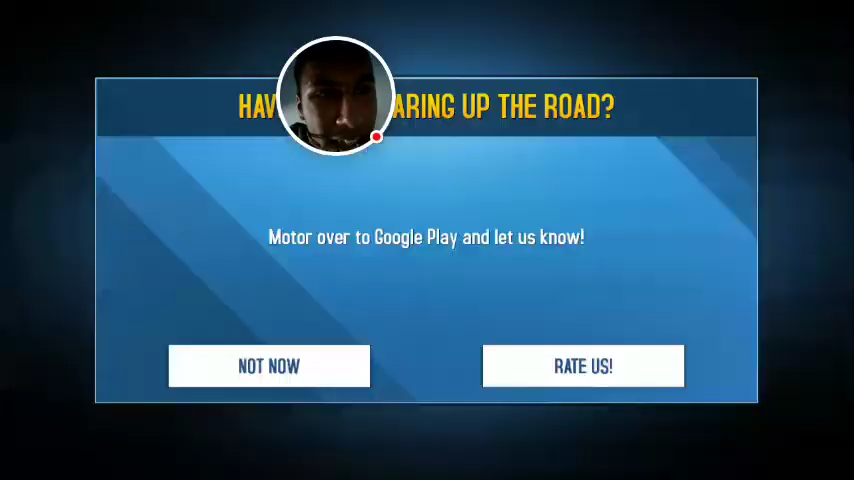 HAV ARING UP THE ROAD?
Motor over to Google Play and let us know!
NOT NOW
RATE US!